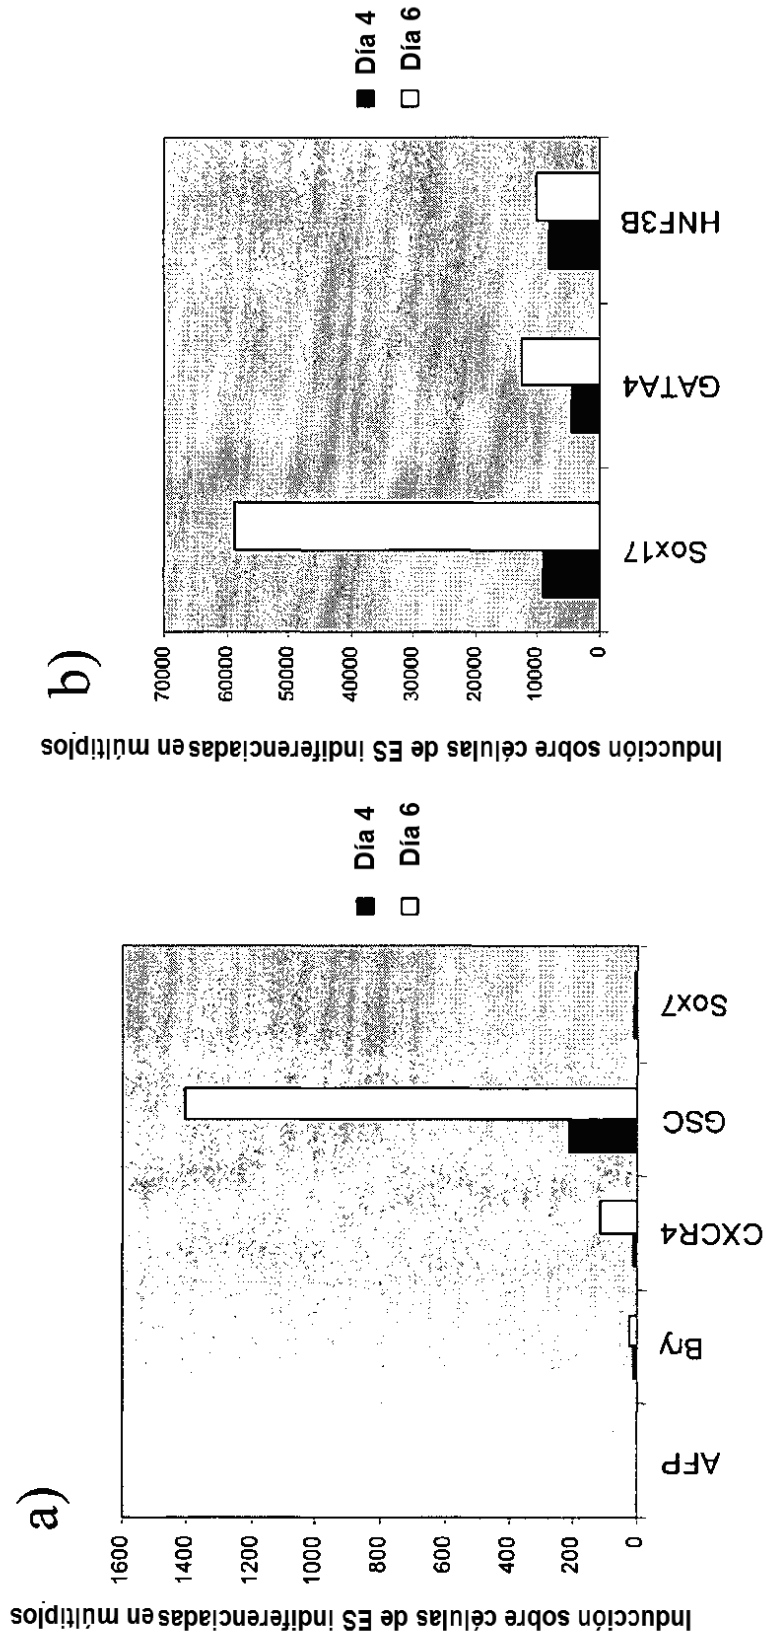 a)
Inducción sobre células de ES indiferenciadas en múltiplos
1600
1400
1200
1000
800
600
400
200
0
AFP
Bry
CXCR4
GSC
Sox7
Día 4
Día 6
b)
Inducción sobre células de ES indiferenciadas en múltiplos
70000
60000
50000
40000
30000
20000
10000
0
Sox17
GATA4
HNF3B
Día 4
Día 6